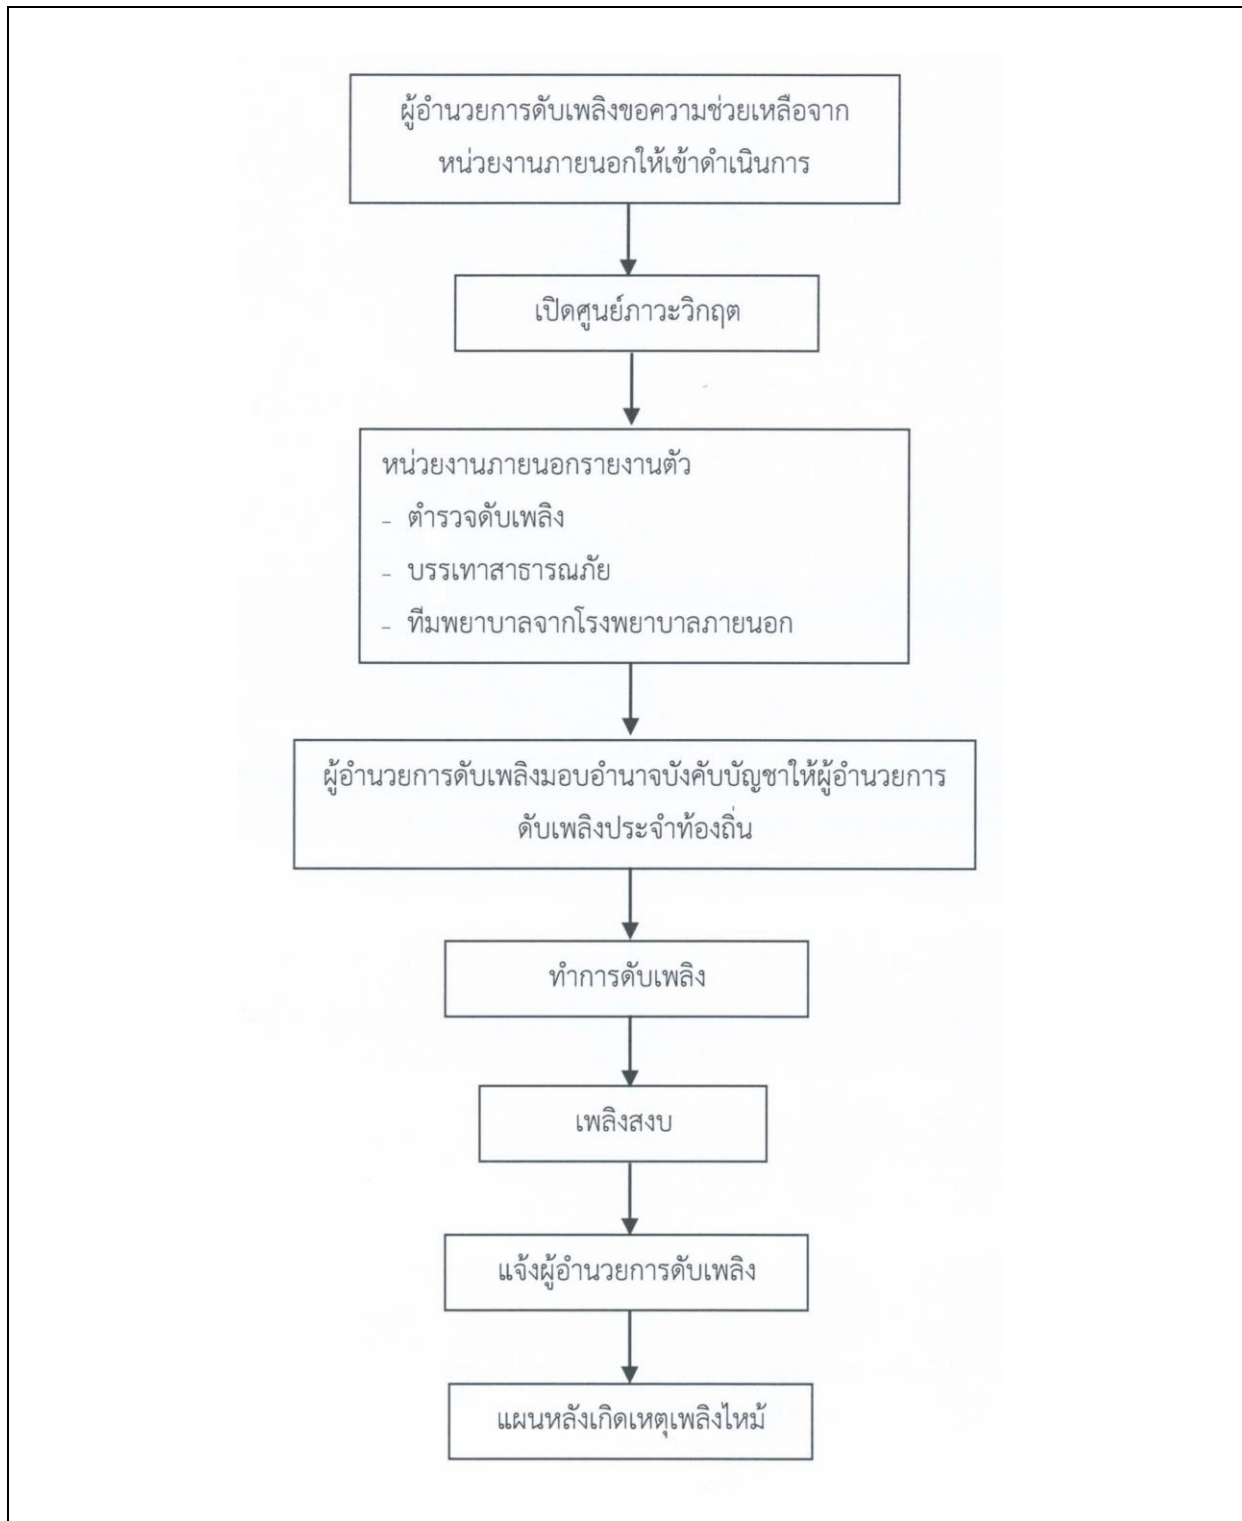 ผู้อำนวยการดับเพลิงขอความช่วยเหลือจาก
หน่วยงานภายนอกให้เข้าดำเนินการ
เปิดศูนย์ภาวะวิกฤต
หน่วยงานภายนอกรายงานตัว
- ตำรวจดับเพลิง
- บรรเทาสาธารณภัย
- ทีมพยาบาลจากโรงพยาบาลภายนอก
ผู้อำนวยการดับเพลิงมอบอำนาจบังคับบัญชาให้ผู้อำนวยการ
ดับเพลิงประจำท้องถิ่น
ทำการดับเพลิง
เพลิงสงบ
แจ้งผู้อำนวยการดับเพลิง
แผนหลังเกิดเหตุเพลิงไหม้